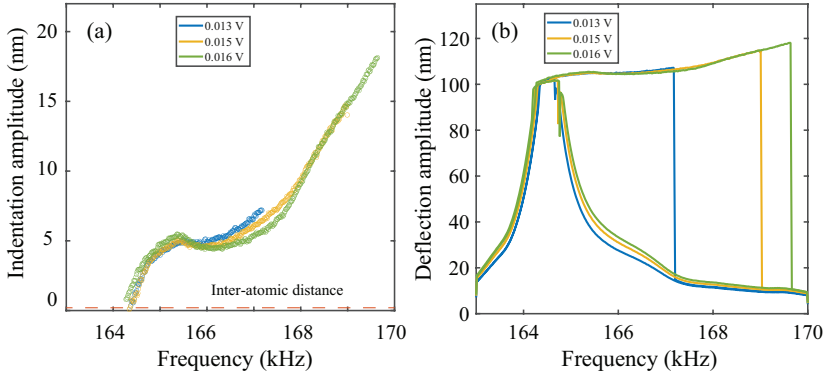 (a)
0.013 V
0.015 V
0.016 V
Indentation amplitude (nm)
20
15
10
5
0
Inter-atomic distance
164
166
168
170
Frequency (kHz)
(b)
0.013 V
0.015 V
0.016 V
Deflection amplitude (nm)
120
100
80
60
40
20
0
164
166
168
170
Frequency (kHz)